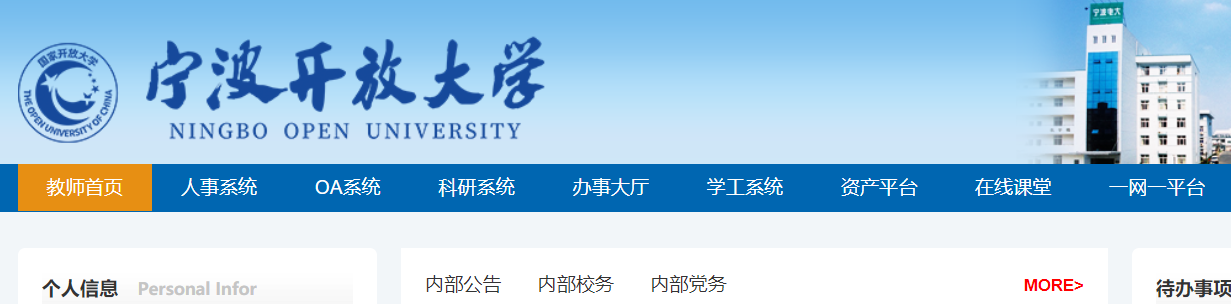 宁波电大
国家开放大学
THE OPEN UNIVERSITY OF CHINA
宁波开放大学
NINGBO OPEN UNIVERSITY
教师首页 人事系统 OA系统 科研系统 办事大厅 学工系统 资产平台 在线课堂 一网一平台
个人信息 Personal Infor
内部公告 内部校务 内部党务 MORE>
待办事项